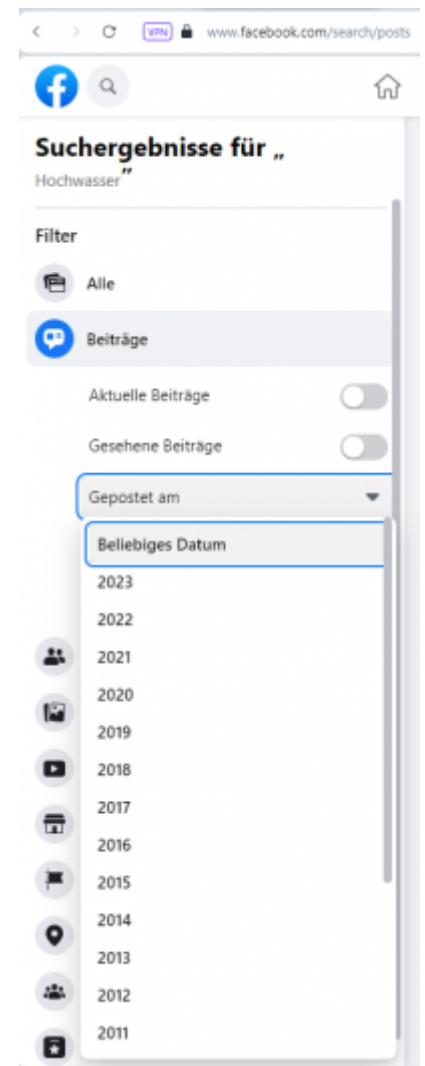 VPN www.facebook.com/search/posts
Suchergebnisse für „
Hochwasser”
Filter
Alle
Beiträge
Aktuelle Beiträge
Gesehene Beiträge
Gepostet am
Beliebiges Datum
2023
2022
2021
2020
2019
2018
2017
2016
2015
2014
2013
2012
2011